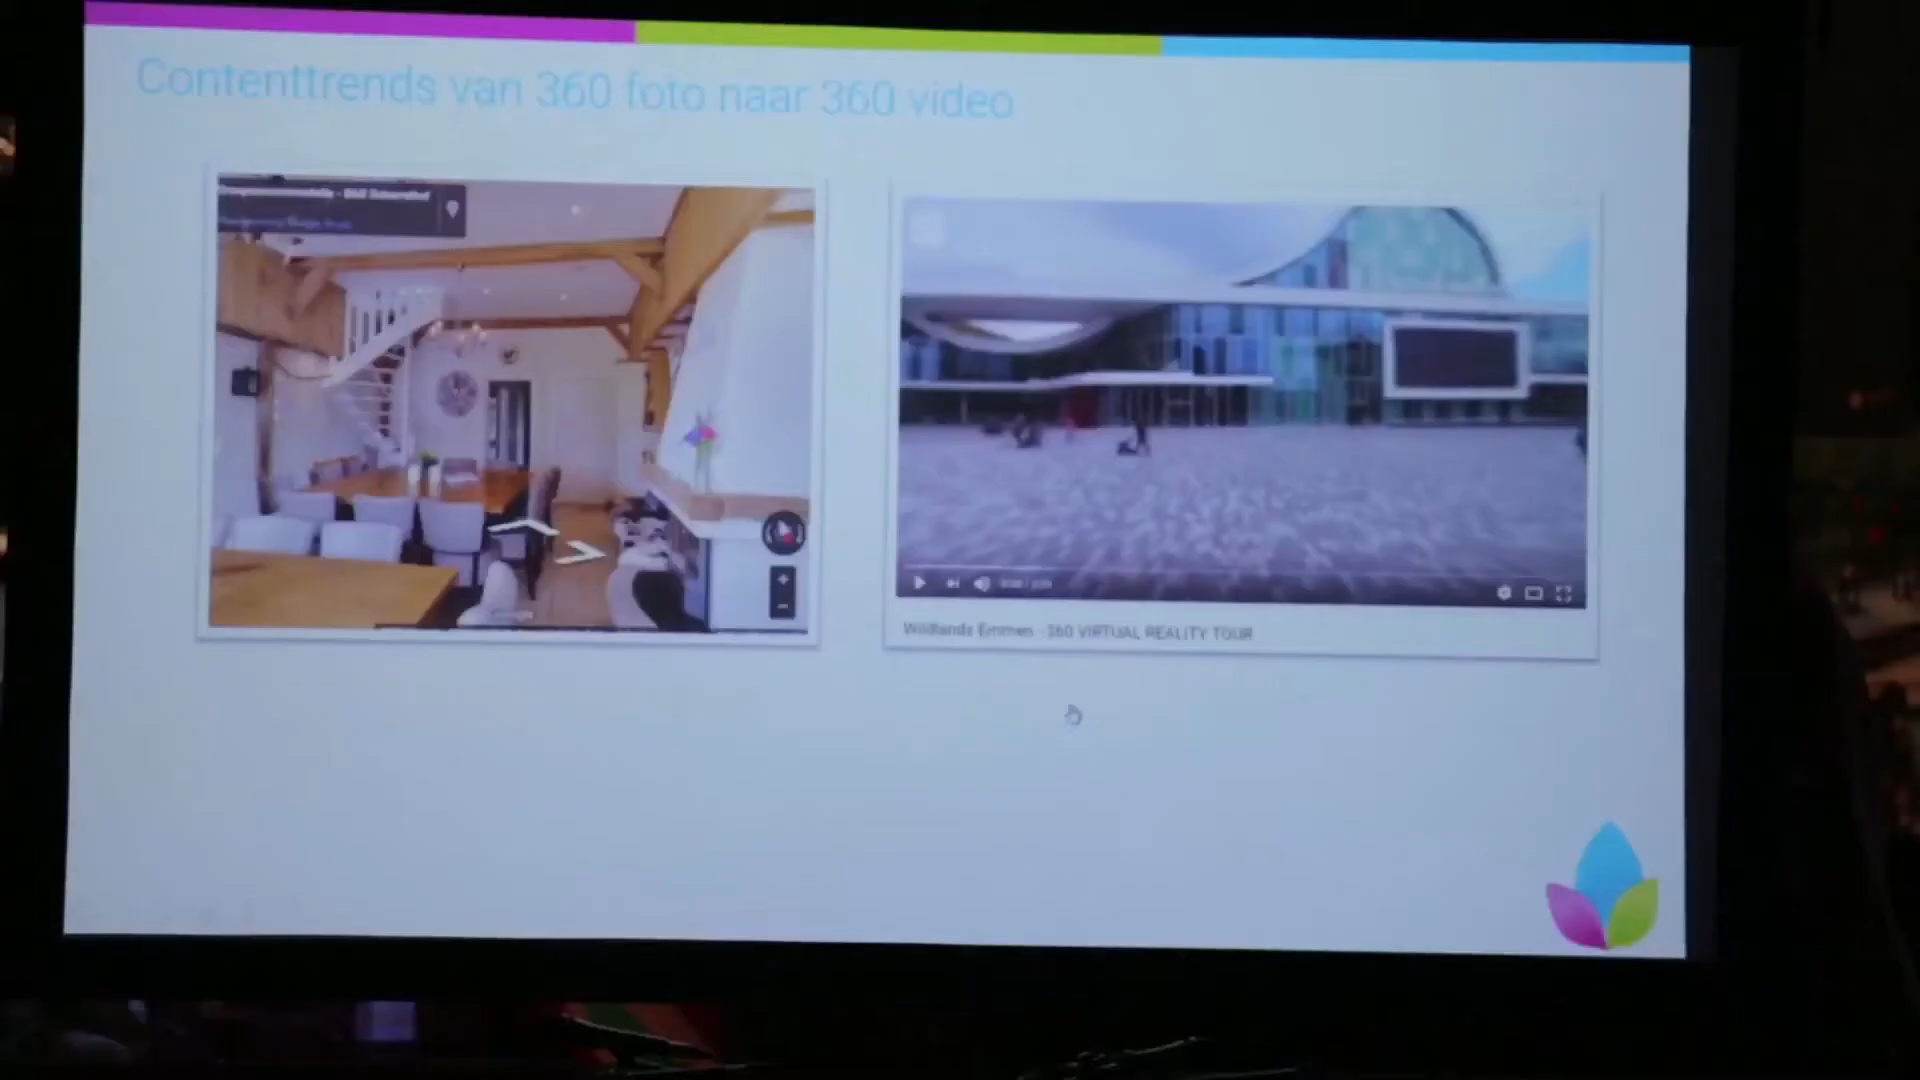 Contenttrends van 360 foto naar 360 video
Wildlands Emmen - 360 VIRTUAL REALITY TOUR